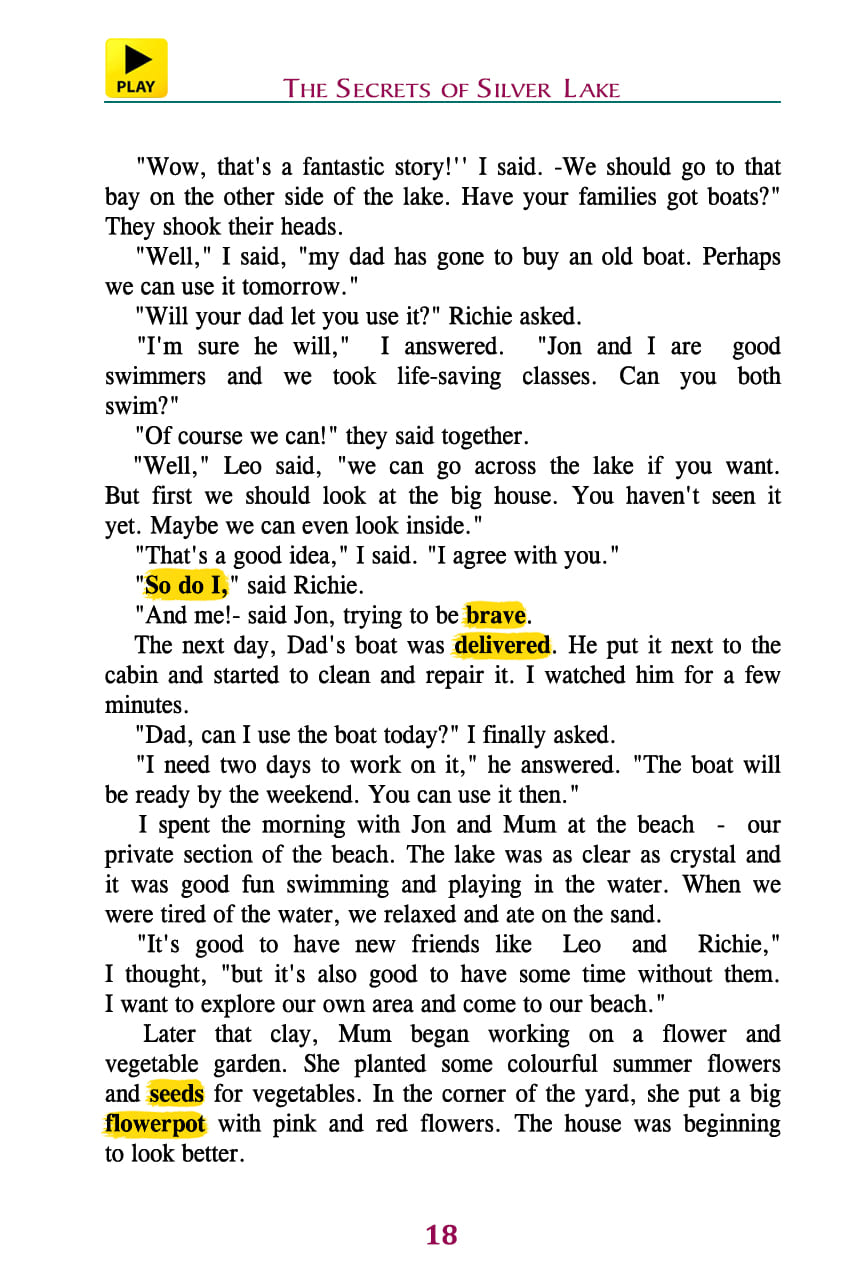 PLAY
THE SECRETS OF SILVER LAKE
"Wow, that's a fantastic story!'' I said. -We should go to that
bay on the other side of the lake. Have your families got boats?"
They shook their heads.
"Well," I said, "my dad has gone to buy an old boat. Perhaps
we can use it tomorrow."
"Will your dad let you use it?" Richie asked.
"I'm sure he will," I answered. "Jon and I are good
swimmers and we took life-saving classes. Can you both
swim?"
"Of course we can!" they said together.
"Well," Leo said, "we can go across the lake if you want.
But first we should look at the big house. You haven't seen it
yet. Maybe we can even look inside."
"That's a good idea," I said. "I agree with you."
"So do I," said Richie.
"And me!- said Jon, trying to be brave.
The next day, Dad's boat was delivered. He put it next to the
cabin and started to clean and repair it. I watched him for a few
minutes.
"Dad, can I use the boat today?" I finally asked.
"I need two days to work on it," he answered. "The boat will
be ready by the weekend. You can use it then."
I spent the morning with Jon and Mum at the beach - our
private section of the beach. The lake was as clear as crystal and
it was good fun swimming and playing in the water. When we
were tired of the water, we relaxed and ate on the sand.
"It's good to have new friends like Leo and Richie,"
I thought, "but it's also good to have some time without them.
I want to explore our own area and come to our beach."
Later that clay, Mum began working on a flower and
vegetable garden. She planted some colourful summer flowers
and seeds for vegetables. In the corner of the yard, she put a big
flowerpot with pink and red flowers. The house was beginning
to look better.
18